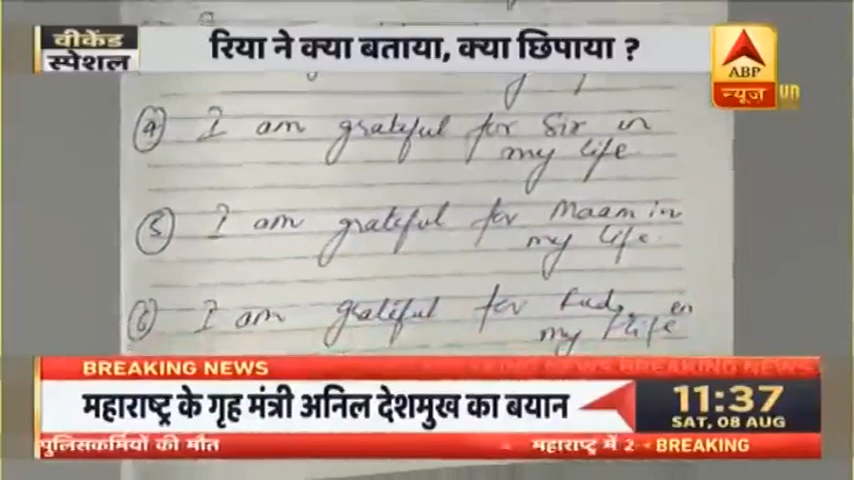 वीकेंड
स्पेशल
रिया ने क्या बताया, क्या छिपाया ?
ABP
न्यूज़
④ I am grateful for Sir in
my life
⑤ I am grateful for Maam in
my life.
⑥ I am grateful for
my life
BREAKING NEWS
महाराष्ट्र के गृह मंत्री अनिल देशमुख का बयान
11:37
SAT, 08 AUG
पुलिसकर्मियों की मौत
महाराष्ट्र में 2
BREAKING